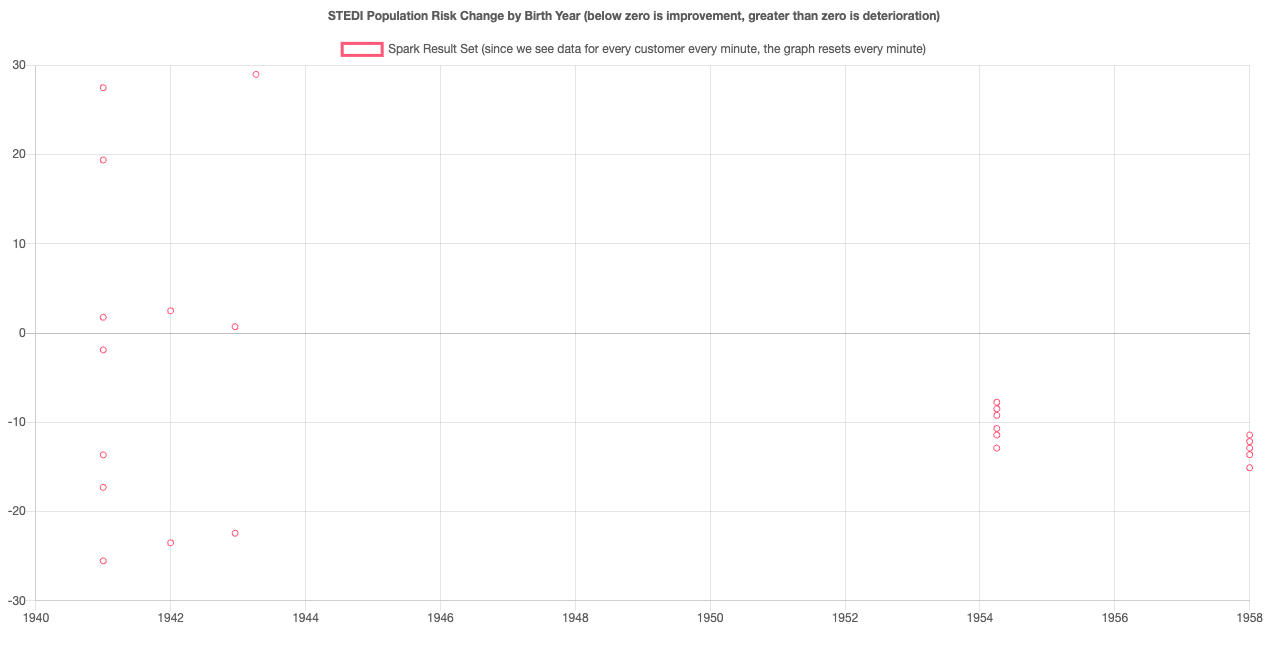 STEDI Population Risk Change by Birth Year (below zero is improvement, greater than zero is deterioration)
Spark Result Set (since we see data for every customer every minute, the graph resets every minute)
30
20
10
0
-10
-20
-30
1940 1942 1944 1946 1948 1950 1952 1954 1956 1958